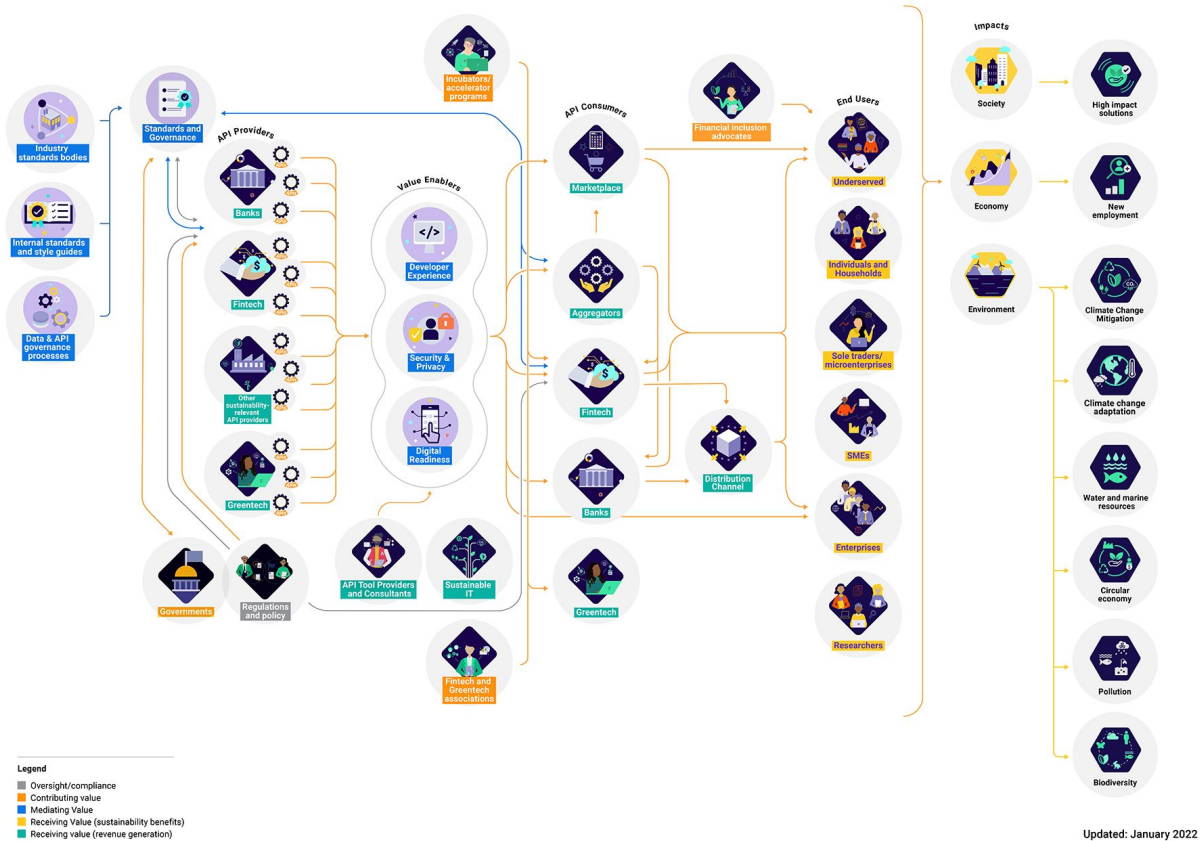 Impacts
Incubators/
accelerator
programs
Society
High impact
solutions
Industry
standards bodies
Standards and
Governance
API Providers
API Consumers
Financial inclusion
advocates
End Users
Banks
Marketplace
Underserved
Value Enablers
Economy
New
employment
Internal standards
and style guides
Developer
Experience
Individuals and
Households
Fintech
Aggregators
Environment
Climate Change
Mitigation
Data & API
governance
processes
Security &
Privacy
Sole traders/
microenterprises
Other
sustainability-
relevant
API providers
Fintech
Climate change
adaptation
Digital
Readiness
SMEs
Greentech
Banks
Distribution
Channel
Water and marine
resources
Enterprises
Governments
Regulations
and policy
API Tool Providers
and Consultants
Sustainable
IT
Greentech
Circular
economy
Researchers
Fintech and
Greentech
associations
Pollution
Biodiversity
Legend
Oversight/compliance
Contributing value
Mediating Value
Receiving Value (sustainability benefits)
Receiving value (revenue generation)
Updated: January 2022